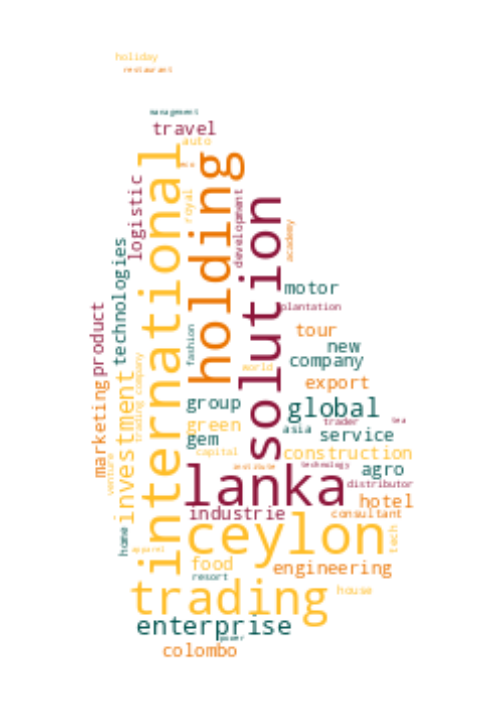 holiday
restaurant
management
travel
auto
international
holding
solution
logistic
royal
development
academy
technologies
motor
plantation
product
tour
fashion
new
trading company
company
world
marketing
investment
export
group
global
green
trader
tea
asia
service
gem
capital
construction
venture
institute
technology
agro
lanka
distributor
hotel
industrie
consultant
ceylon
tech
home
apparel
food
engineering
resort
trading
house
enterprise
power
colombo